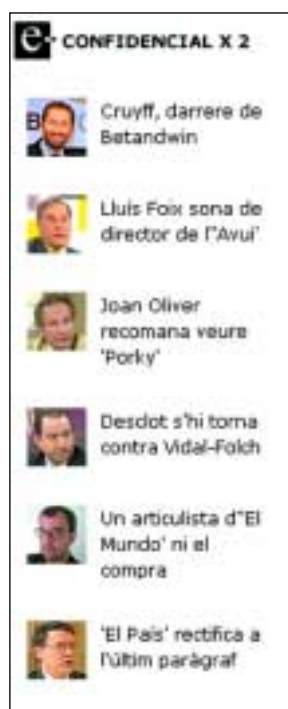 e+ CONFIDENCIAL X 2
Cruyff, darrere de
Betandwin
Lluís Foix sona de
director de l'"Avui'
Joan Oliver
recomana veure
'Porky'
Desclot s'hi torna
contra Vidal-Folch
Un articulista d'"El
Mundo' ni el
compra
'El País' rectifica a
l'últim paràgraf